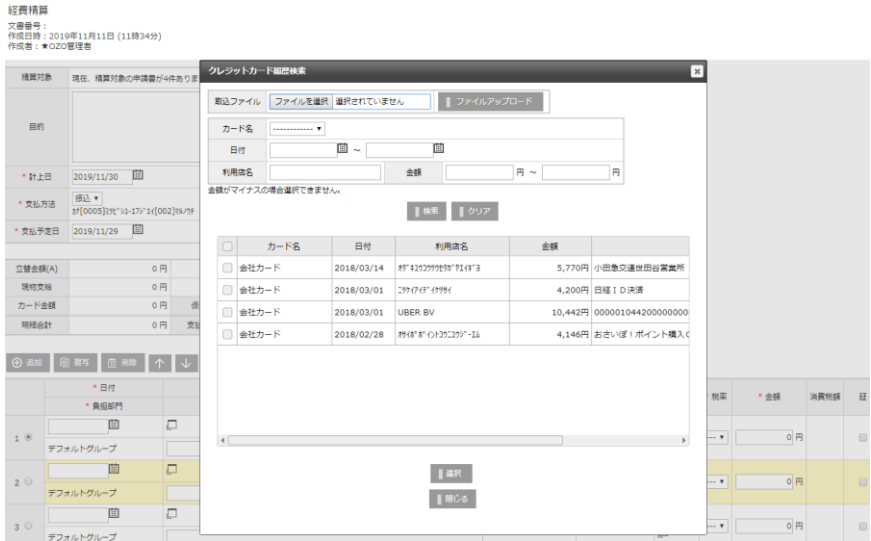 経費精算
文書番号：
作成日時：2019年11月11日 (11時34分)
作成者：★OZO管理者
精算対象 現在、精算対象の申請書が4件ありま
目的
* 計上日 2019/11/30
* 支払方法 振込
* 支払予定日 2019/11/29
立替金額(A) 0 円
現物支給 0 円
カード金額 0 円
明細合計 0 円 支払
追加 複写 削除
* 日付
* 負担部門
税率 * 金額 消費税額 証
1 0 円
デフォルトグループ
2 0 円
デフォルトグループ
3 0 円
デフォルトグループ
クレジットカード履歴検索
取込ファイル ファイルを選択 選択されていません ファイルアップロード
カード名 ------------
日付 ～
利用店名 金額 円 ～ 円
金額がマイナスの場合選択できません。
検索 クリア
カード名 日付 利用店名 金額
会社カード 2018/03/14 5,770円 小田急交通世田谷営業所
会社カード 2018/03/01 4,200円 日経ＩＤ決済
会社カード 2018/03/01 UBER BV 10,442円 000001044200000000
会社カード 2018/02/28 4,146円 おさいぽ！ポイント購入
選択
閉じる